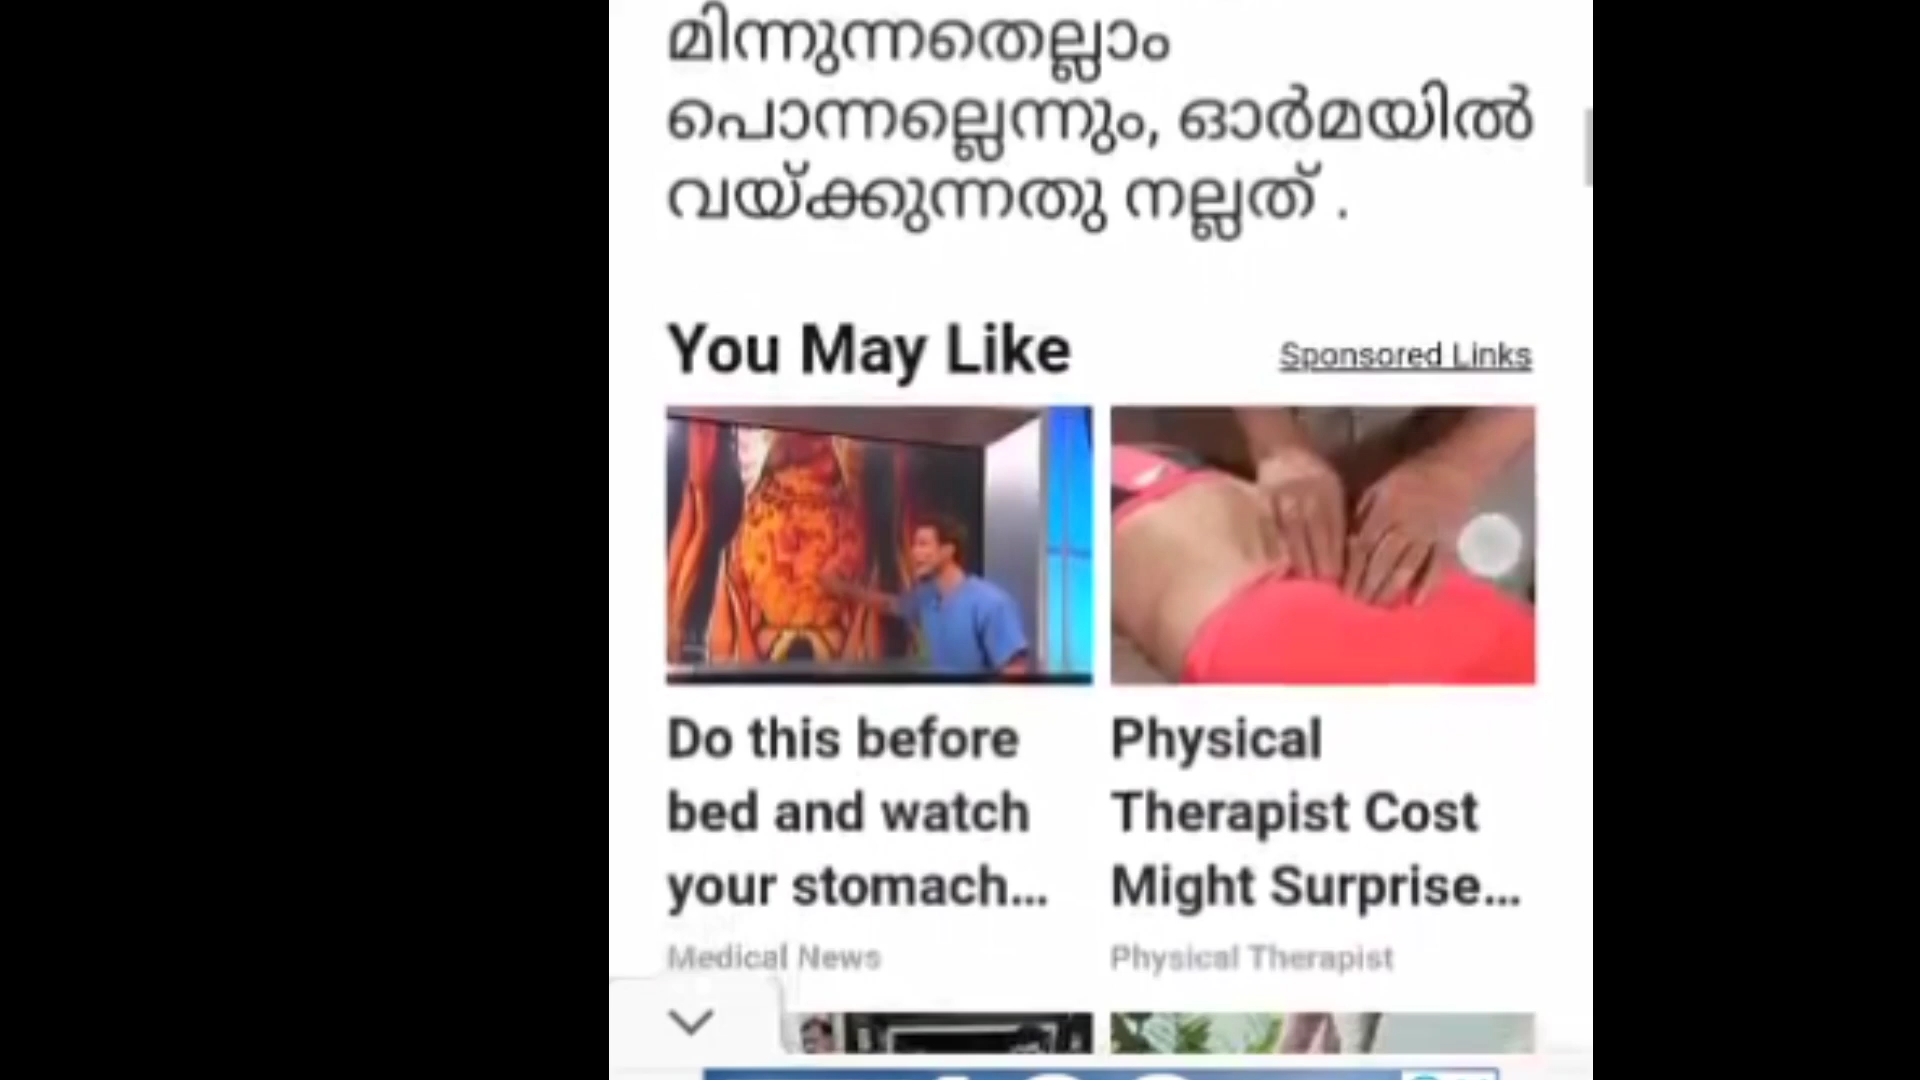 മിന്നുന്നതെല്ലാം
പൊന്നല്ലെന്നും, ഓർമയിൽ
വയ്ക്കുന്നതു നല്ലത് .
You May Like
Sponsored Links
Do this before
bed and watch
your stomach...
Medical News
Physical
Therapist Cost
Might Surprise...
Physical Therapist